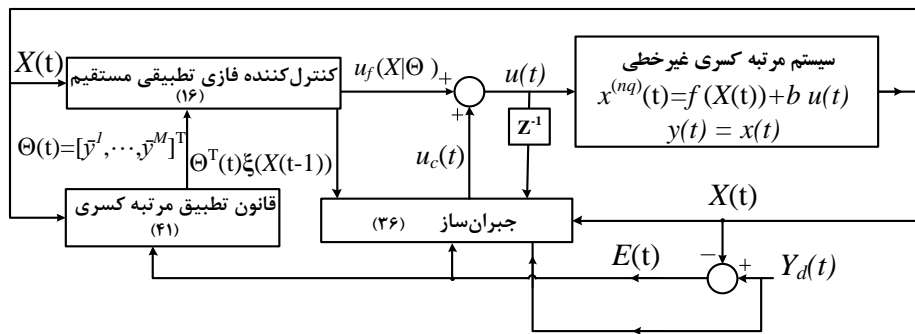 X(t)
کنترل‌کننده فازی تطبیقی مستقیم
(۱۶)
u_f(X|Θ)
+
+
u(t)
سیستم مرتبه کسری غیرخطی
x^{(nq)}(t)=f(X(t))+b u(t)
y(t) = x(t)
Z^{-1}
Θ(t)=[ȳ^1,⋯,ȳ^M]^T
Θ^T(t)ξ(X(t-1))
u_c(t)
قانون تطبیق مرتبه کسری
(۴۱)
جبران‌ساز (۳۶)
X(t)
−
+
E(t)
Y_d(t)